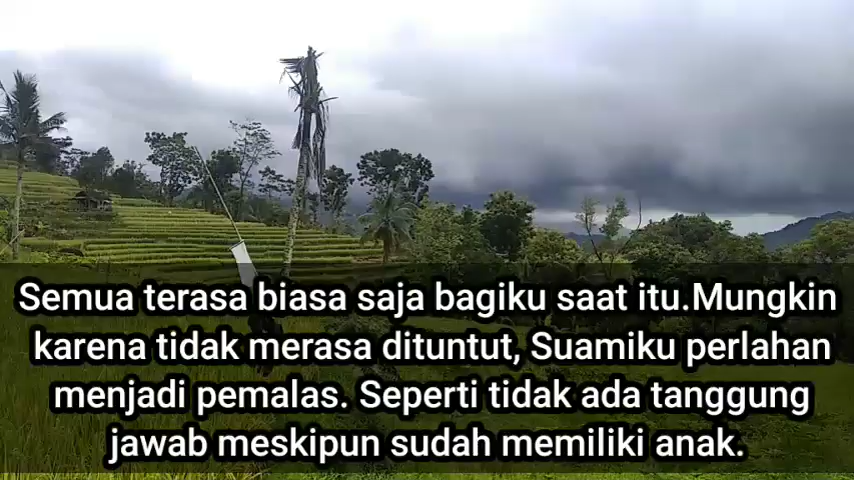 Semua terasa biasa saja bagiku saat itu.Mungkin
karena tidak merasa dituntut, Suamiku perlahan
menjadi pemalas. Seperti tidak ada tanggung
jawab meskipun sudah memiliki anak.